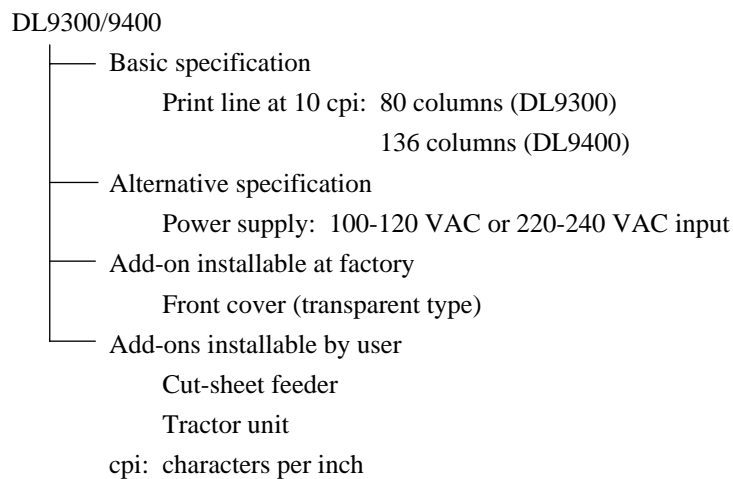 DL9300/9400
Basic specification
Print line at 10 cpi: 80 columns (DL9300)
136 columns (DL9400)
Alternative specification
Power supply: 100-120 VAC or 220-240 VAC input
Add-on installable at factory
Front cover (transparent type)
Add-ons installable by user
Cut-sheet feeder
Tractor unit
cpi: characters per inch